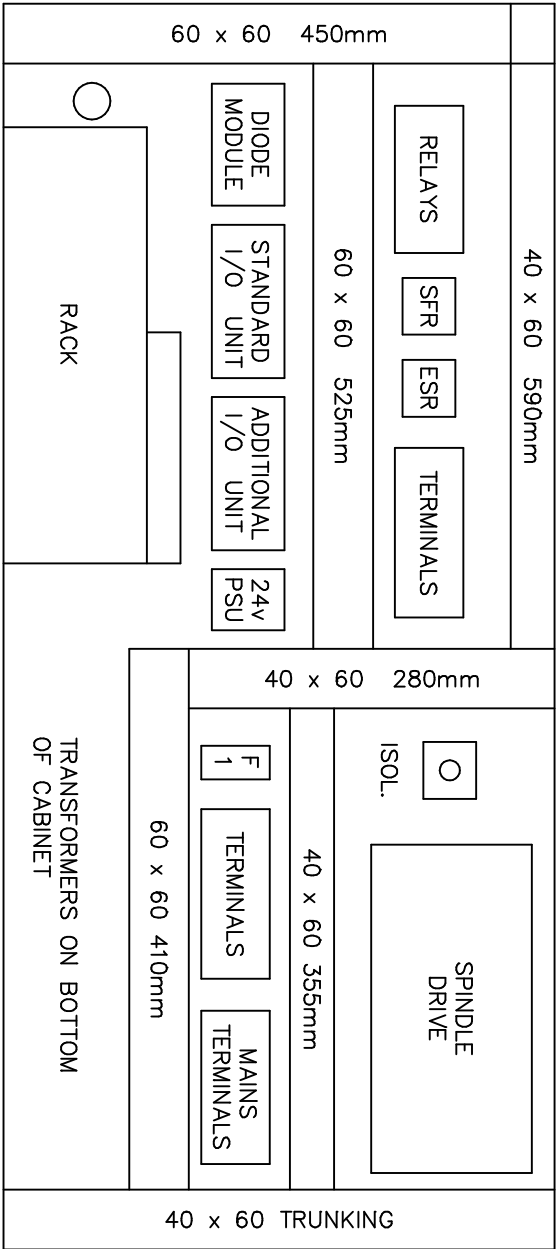 60 x 60  450mm
40 x 60  590mm
RELAYS
SFR
ESR
TERMINALS
60 x 60  525mm
DIODE
MODULE
STANDARD
I/O UNIT
ADDITIONAL
I/O UNIT
24v
PSU
RACK
40 x 60  280mm
ISOL.
SPINDLE
DRIVE
40 x 60 355mm
F
1
TERMINALS
MAINS
TERMINALS
60 x 60 410mm
TRANSFORMERS ON BOTTOM
OF CABINET
40 x 60 TRUNKING